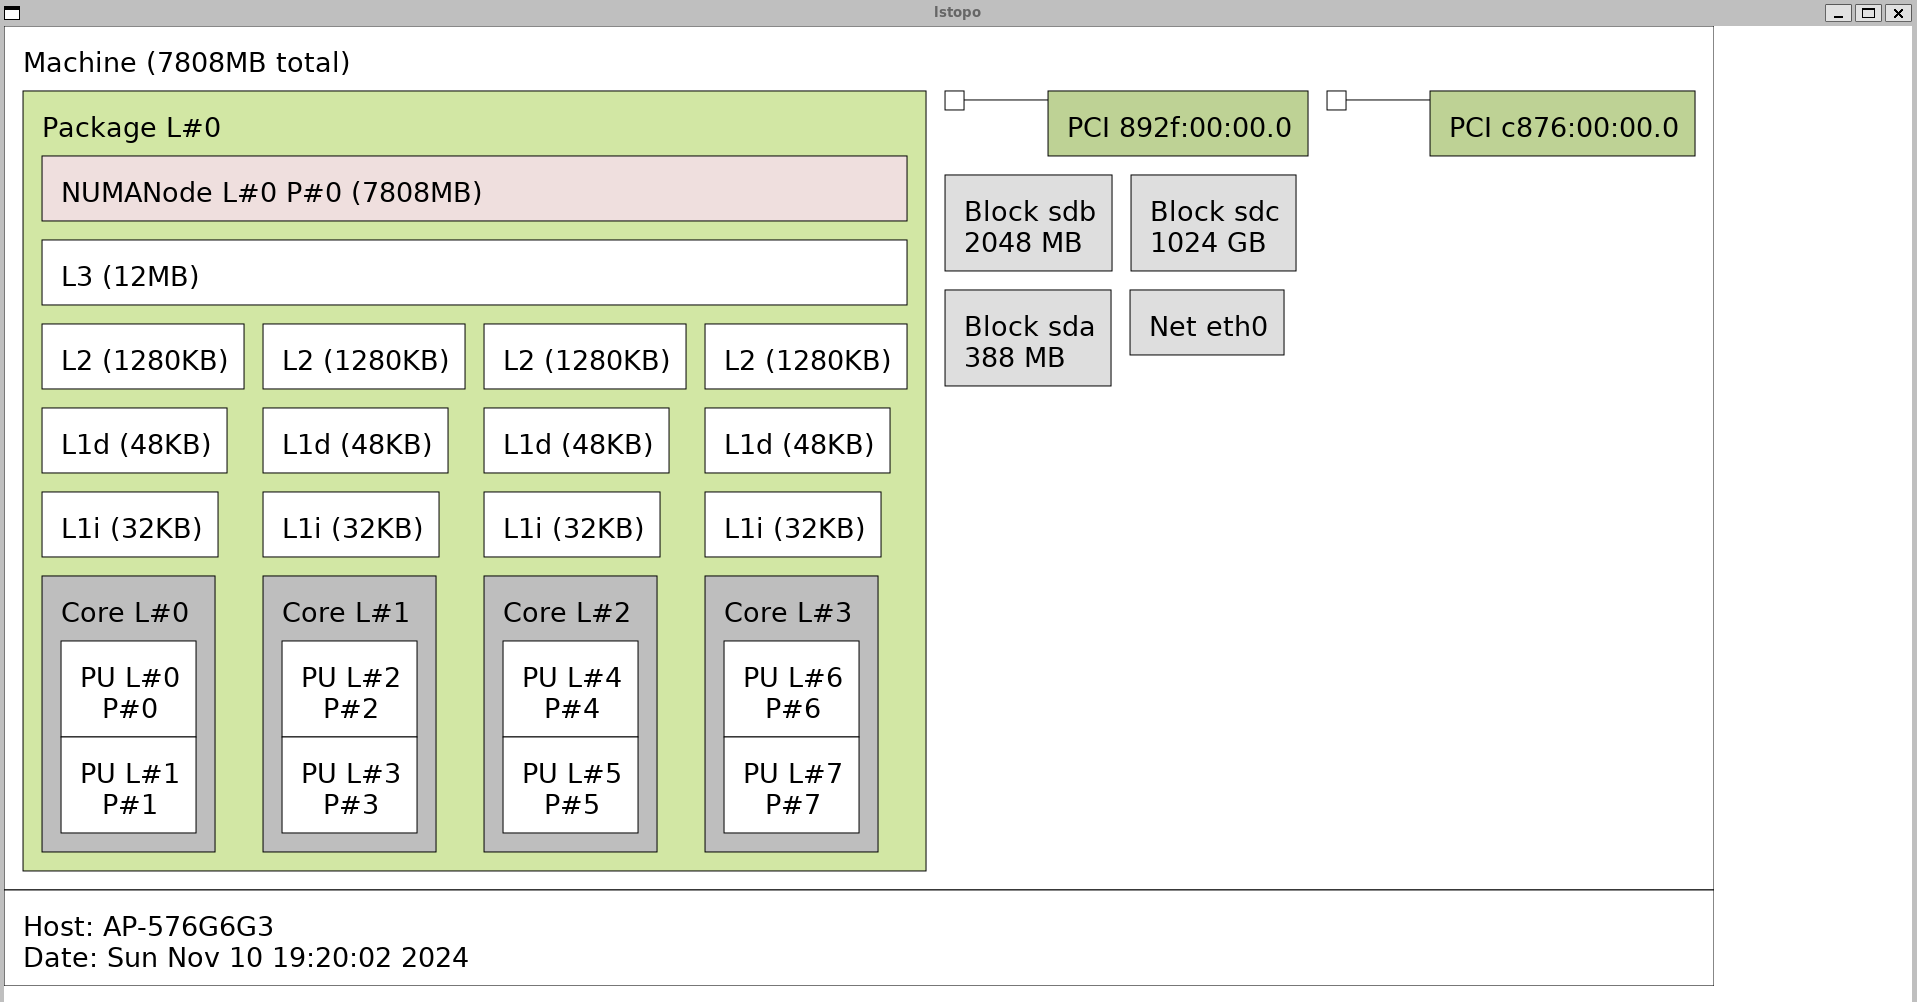 lstopo
Machine (7808MB total)
Package L#0
NUMANode L#0 P#0 (7808MB)
L3 (12MB)
L2 (1280KB) L2 (1280KB) L2 (1280KB) L2 (1280KB)
L1d (48KB) L1d (48KB) L1d (48KB) L1d (48KB)
L1i (32KB) L1i (32KB) L1i (32KB) L1i (32KB)
Core L#0
PU L#0
P#0
PU L#1
P#1
Core L#1
PU L#2
P#2
PU L#3
P#3
Core L#2
PU L#4
P#4
PU L#5
P#5
Core L#3
PU L#6
P#6
PU L#7
P#7
PCI 892f:00:00.0
PCI c876:00:00.0
Block sdb
2048 MB
Block sdc
1024 GB
Block sda
388 MB
Net eth0
Host: AP-576G6G3
Date: Sun Nov 10 19:20:02 2024